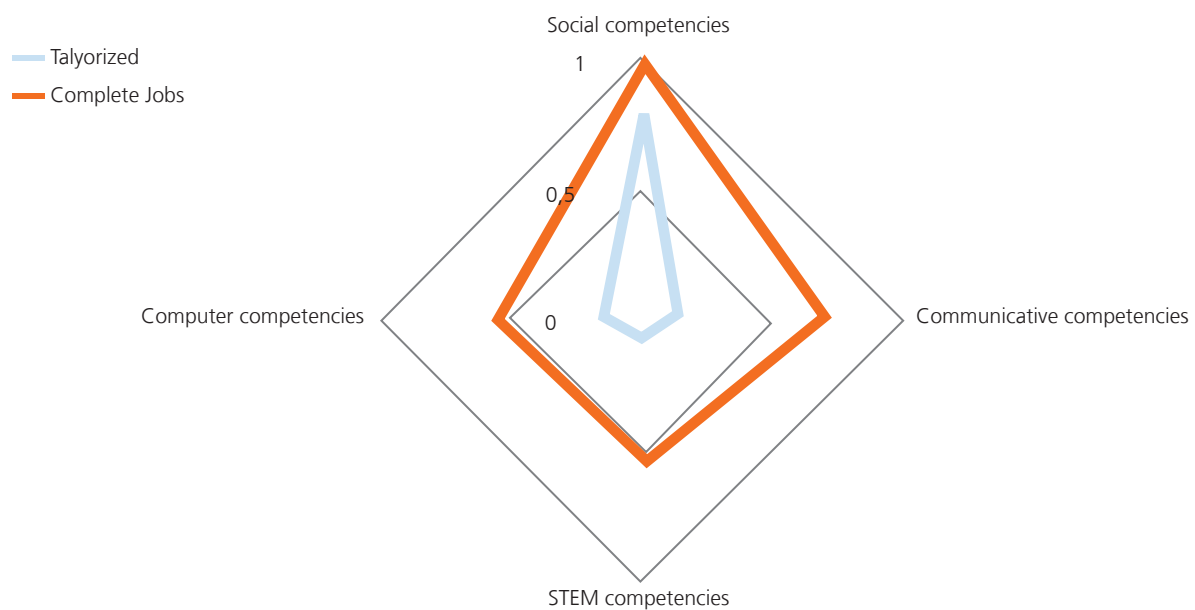 Social competencies
Talyorized
1
Complete Jobs
0,5
Computer competencies
0
Communicative competencies
STEM competencies